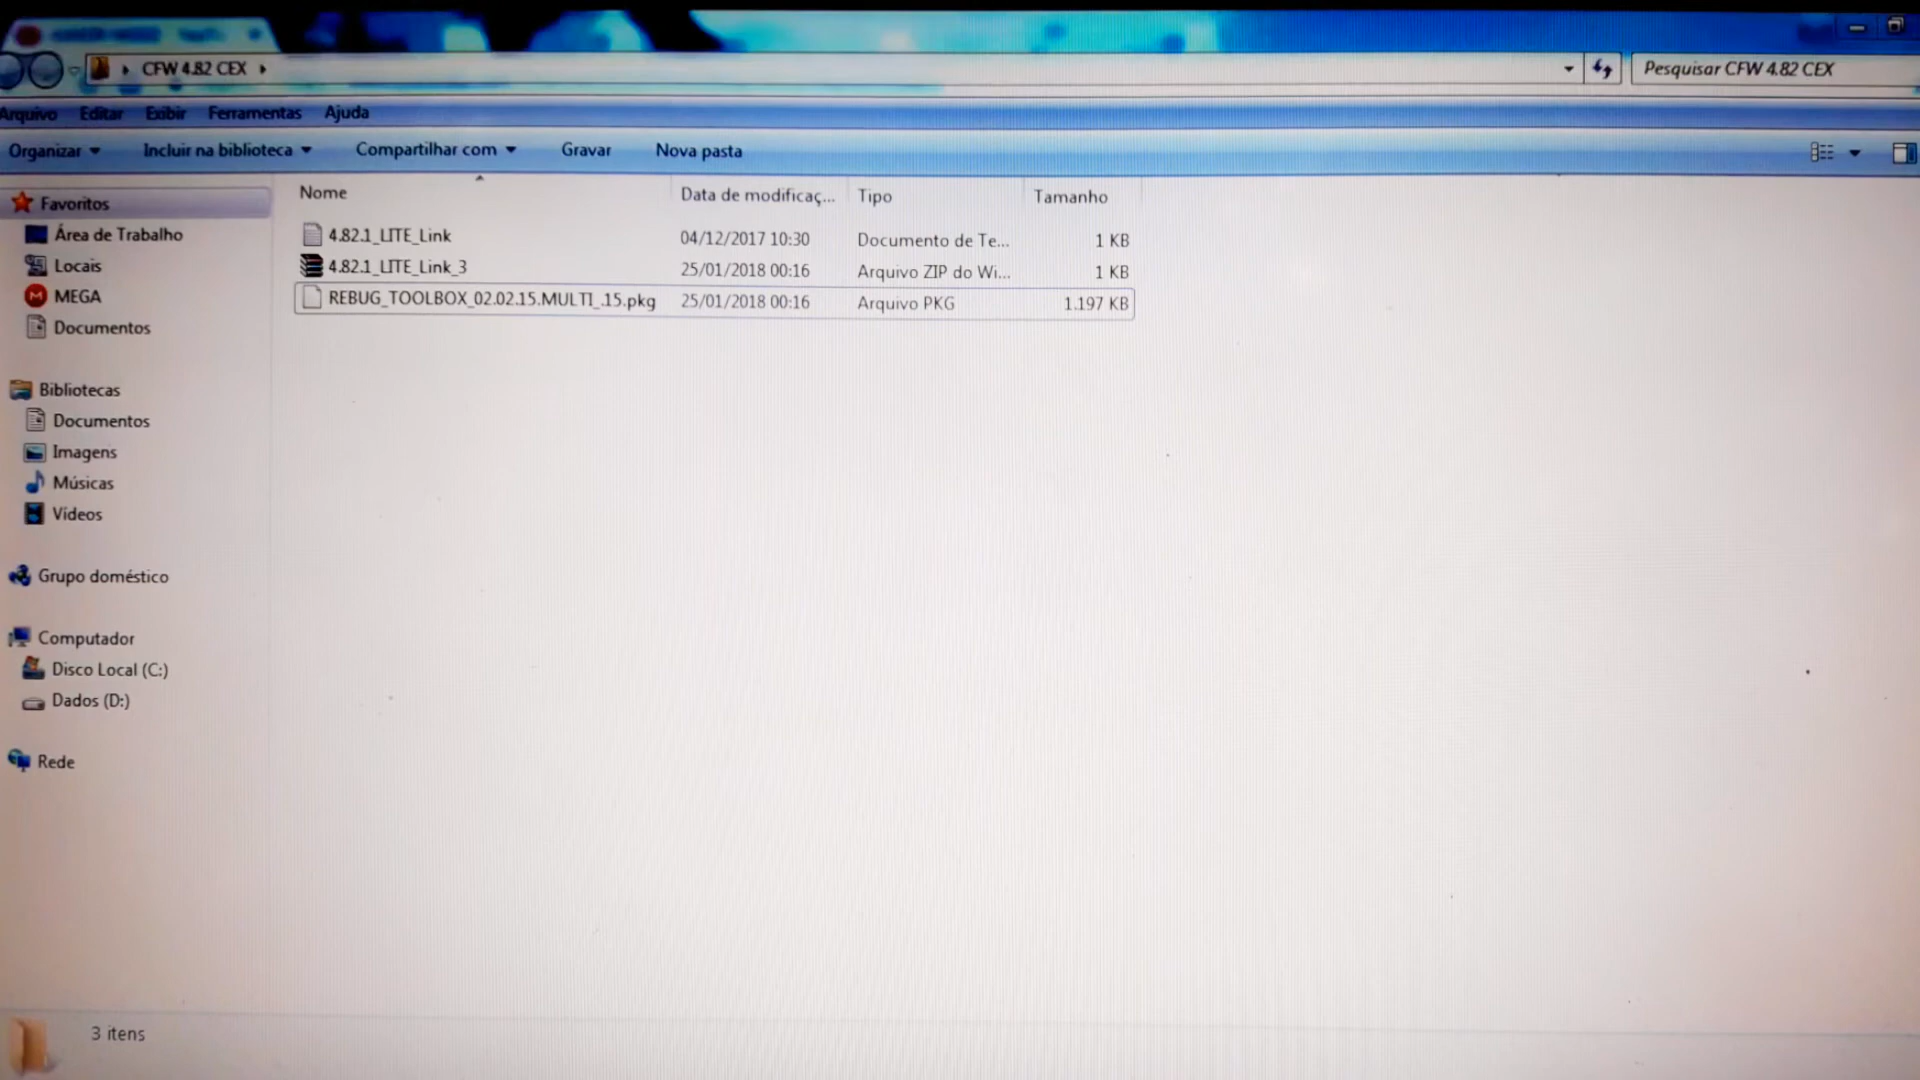 CFW 4.82 CEX
Pesquisar CFW 4.82 CEX
Arquivo Editar Exibir Ferramentas Ajuda
Organizar Incluir na biblioteca Compartilhar com Gravar Nova pasta
Nome Data de modificaç... Tipo Tamanho
4.82.1_LITE_Link 04/12/2017 10:30 Documento de Te... 1 KB
4.82.1_LITE_Link_3 25/01/2018 00:16 Arquivo ZIP do Wi... 1 KB
REBUG_TOOLBOX_02.02.15.MULTI_.15.pkg 25/01/2018 00:16 Arquivo PKG 1.197 KB
Favoritos
Área de Trabalho
Locais
MEGA
Documentos
Bibliotecas
Documentos
Imagens
Músicas
Vídeos
Grupo doméstico
Computador
Disco Local (C:)
Dados (D:)
Rede
3 itens